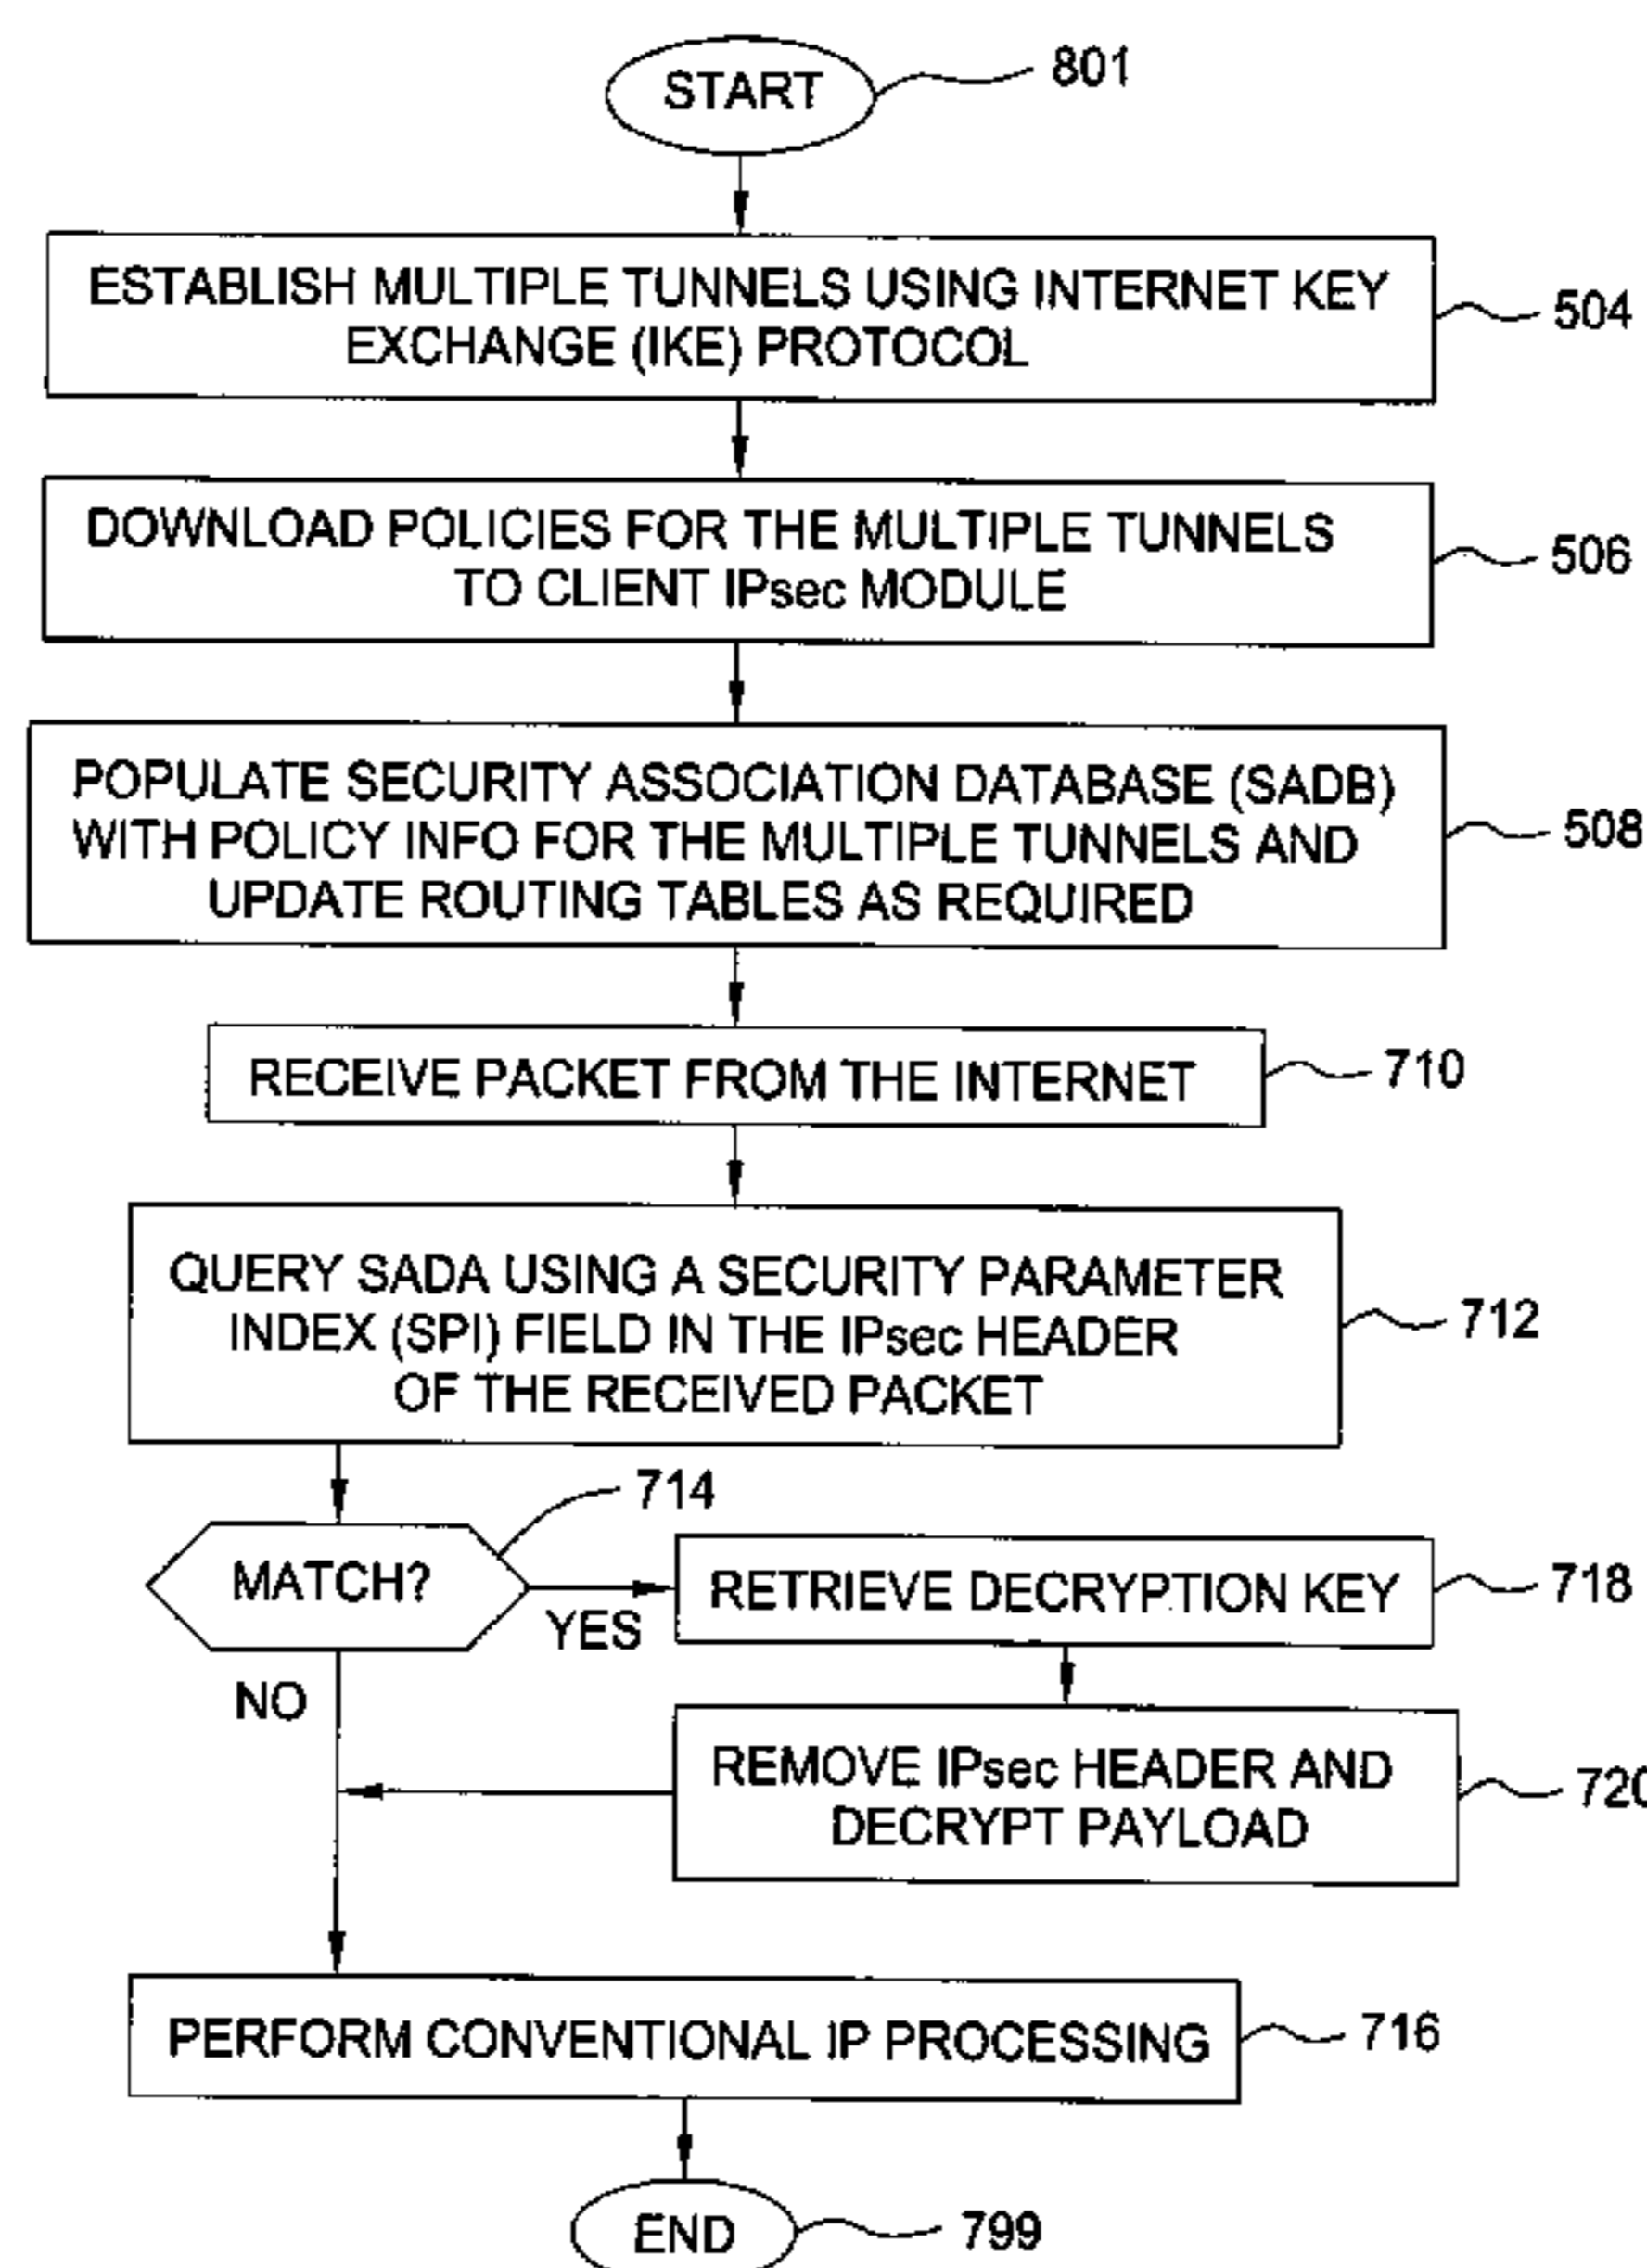 START
801
ESTABLISH MULTIPLE TUNNELS USING INTERNET KEY
EXCHANGE (IKE) PROTOCOL
504
DOWNLOAD POLICIES FOR THE MULTIPLE TUNNELS
TO CLIENT IPsec MODULE
506
POPULATE SECURITY ASSOCIATION DATABASE (SADB)
WITH POLICY INFO FOR THE MULTIPLE TUNNELS AND
UPDATE ROUTING TABLES AS REQUIRED
508
RECEIVE PACKET FROM THE INTERNET
710
QUERY SADA USING A SECURITY PARAMETER
INDEX (SPI) FIELD IN THE IPsec HEADER
OF THE RECEIVED PACKET
712
714
MATCH?
YES
RETRIEVE DECRYPTION KEY
718
NO
REMOVE IPsec HEADER AND
DECRYPT PAYLOAD
720
PERFORM CONVENTIONAL IP PROCESSING
716
END
799